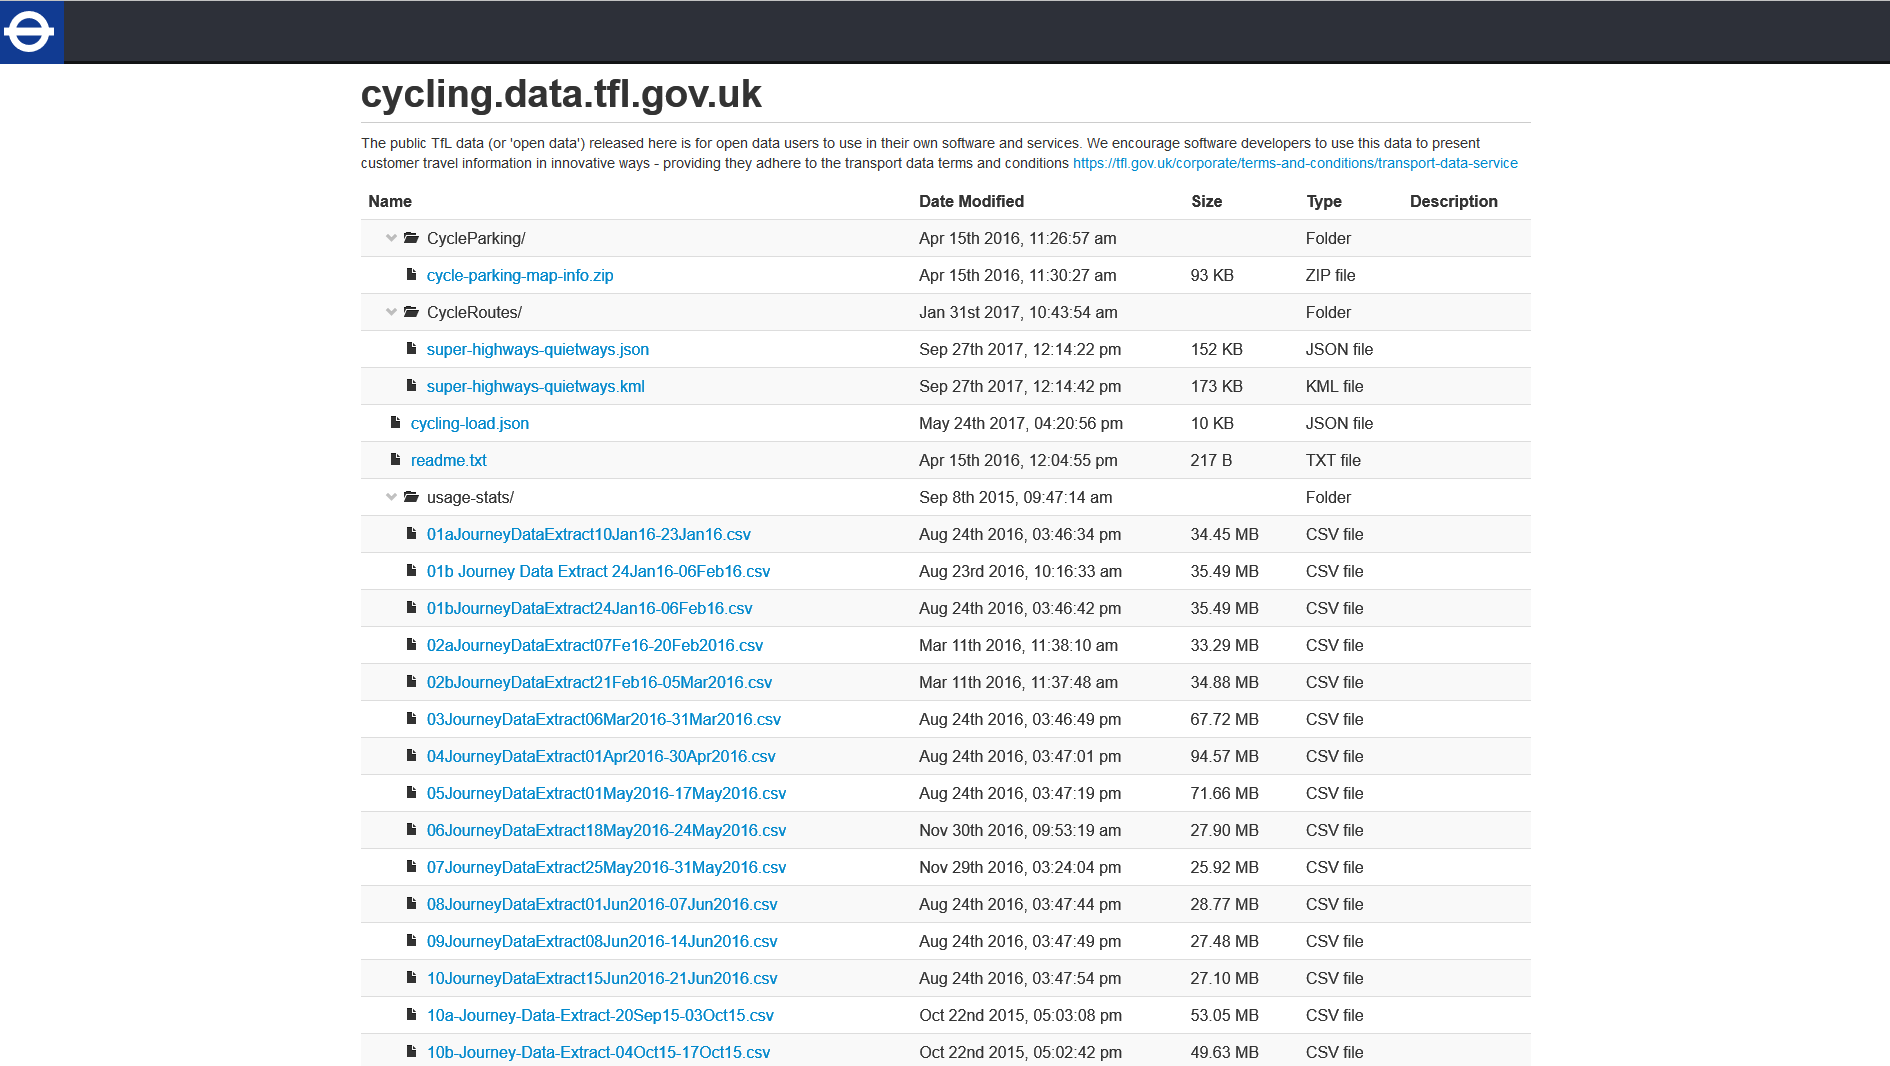 cycling.data.tfl.gov.uk
The public TfL data (or 'open data') released here is for open data users to use in their own software and services. We encourage software developers to use this data to present
customer travel information in innovative ways - providing they adhere to the transport data terms and conditions https://tfl.gov.uk/corporate/terms-and-conditions/transport-data-service
Name Date Modified Size Type Description
CycleParking/ Apr 15th 2016, 11:26:57 am Folder
cycle-parking-map-info.zip Apr 15th 2016, 11:30:27 am 93 KB ZIP file
CycleRoutes/ Jan 31st 2017, 10:43:54 am Folder
super-highways-quietways.json Sep 27th 2017, 12:14:22 pm 152 KB JSON file
super-highways-quietways.kml Sep 27th 2017, 12:14:42 pm 173 KB KML file
cycling-load.json May 24th 2017, 04:20:56 pm 10 KB JSON file
readme.txt Apr 15th 2016, 12:04:55 pm 217 B TXT file
usage-stats/ Sep 8th 2015, 09:47:14 am Folder
01aJourneyDataExtract10Jan16-23Jan16.csv Aug 24th 2016, 03:46:34 pm 34.45 MB CSV file
01b Journey Data Extract 24Jan16-06Feb16.csv Aug 23rd 2016, 10:16:33 am 35.49 MB CSV file
01bJourneyDataExtract24Jan16-06Feb16.csv Aug 24th 2016, 03:46:42 pm 35.49 MB CSV file
02aJourneyDataExtract07Fe16-20Feb2016.csv Mar 11th 2016, 11:38:10 am 33.29 MB CSV file
02bJourneyDataExtract21Feb16-05Mar2016.csv Mar 11th 2016, 11:37:48 am 34.88 MB CSV file
03JourneyDataExtract06Mar2016-31Mar2016.csv Aug 24th 2016, 03:46:49 pm 67.72 MB CSV file
04JourneyDataExtract01Apr2016-30Apr2016.csv Aug 24th 2016, 03:47:01 pm 94.57 MB CSV file
05JourneyDataExtract01May2016-17May2016.csv Aug 24th 2016, 03:47:19 pm 71.66 MB CSV file
06JourneyDataExtract18May2016-24May2016.csv Nov 30th 2016, 09:53:19 am 27.90 MB CSV file
07JourneyDataExtract25May2016-31May2016.csv Nov 29th 2016, 03:24:04 pm 25.92 MB CSV file
08JourneyDataExtract01Jun2016-07Jun2016.csv Aug 24th 2016, 03:47:44 pm 28.77 MB CSV file
09JourneyDataExtract08Jun2016-14Jun2016.csv Aug 24th 2016, 03:47:49 pm 27.48 MB CSV file
10JourneyDataExtract15Jun2016-21Jun2016.csv Aug 24th 2016, 03:47:54 pm 27.10 MB CSV file
10a-Journey-Data-Extract-20Sep15-03Oct15.csv Oct 22nd 2015, 05:03:08 pm 53.05 MB CSV file
10b-Journey-Data-Extract-04Oct15-17Oct15.csv Oct 22nd 2015, 05:02:42 pm 49.63 MB CSV file